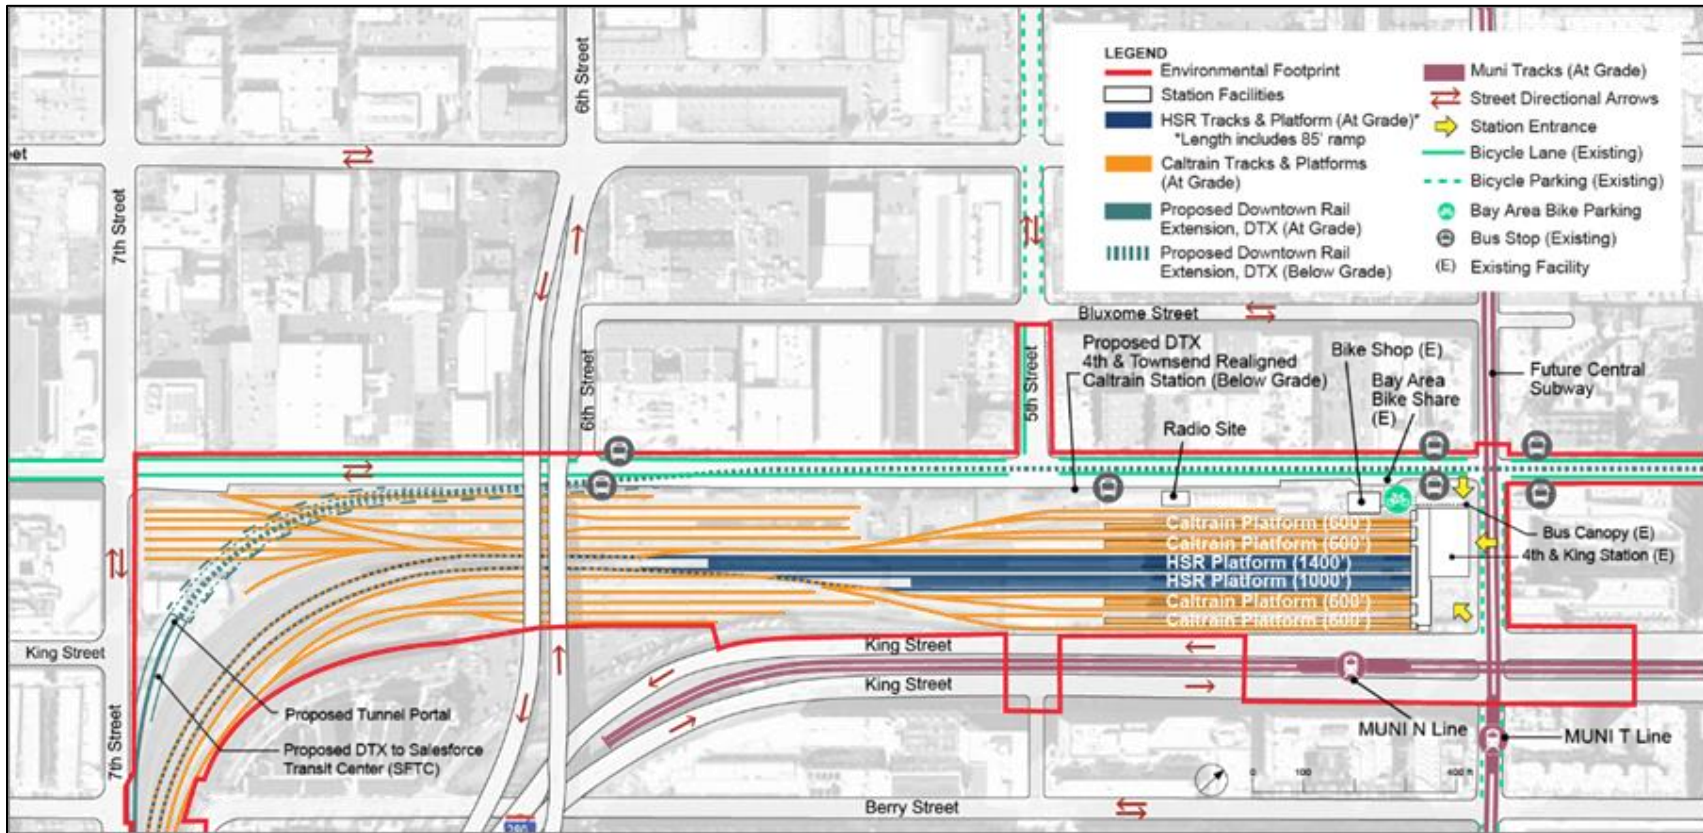 LEGEND
Environmental Footprint
Station Facilities
HSR Tracks & Platform (At Grade)*
*Length includes 85' ramp
Caltrain Tracks & Platforms
(At Grade)
Proposed Downtown Rail
Extension, DTX (At Grade)
Proposed Downtown Rail
Extension, DTX (Below Grade)
Muni Tracks (At Grade)
Street Directional Arrows
Station Entrance
Bicycle Lane (Existing)
Bicycle Parking (Existing)
Bay Area Bike Parking
Bus Stop (Existing)
(E) Existing Facility
6th Street
et
7th Street
Bluxome Street
Proposed DTX
4th & Townsend Realigned
Caltrain Station (Below Grade)
Bike Shop (E)
Bay Area
Bike Share
(E)
Future Central
Subway
6th Street
5th Street
Radio Site
Caltrain Platform (600')
Caltrain Platform (600')
HSR Platform (1400')
HSR Platform (1000')
Caltrain Platform (600')
Caltrain Platform (600')
Bus Canopy (E)
4th & King Station (E)
King Street
King Street
King Street
7th Street
Proposed Tunnel Portal
Proposed DTX to Salesforce
Transit Center (SFTC)
MUNI N Line
MUNI T Line
0 100 400 ft
Berry Street
280